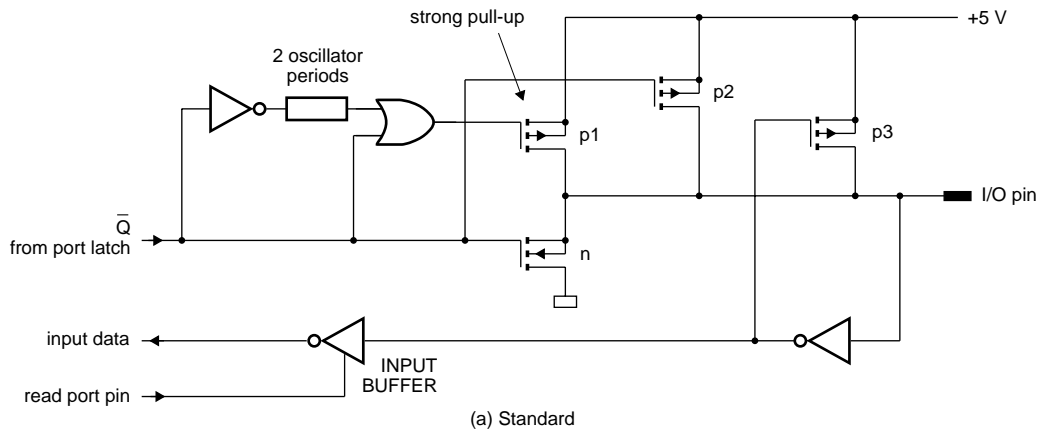 strong pull-up
+5 V
2 oscillator
periods
p2
p1
p3
I/O pin
Q̅
from port latch
n
input data
INPUT
BUFFER
read port pin
(a) Standard